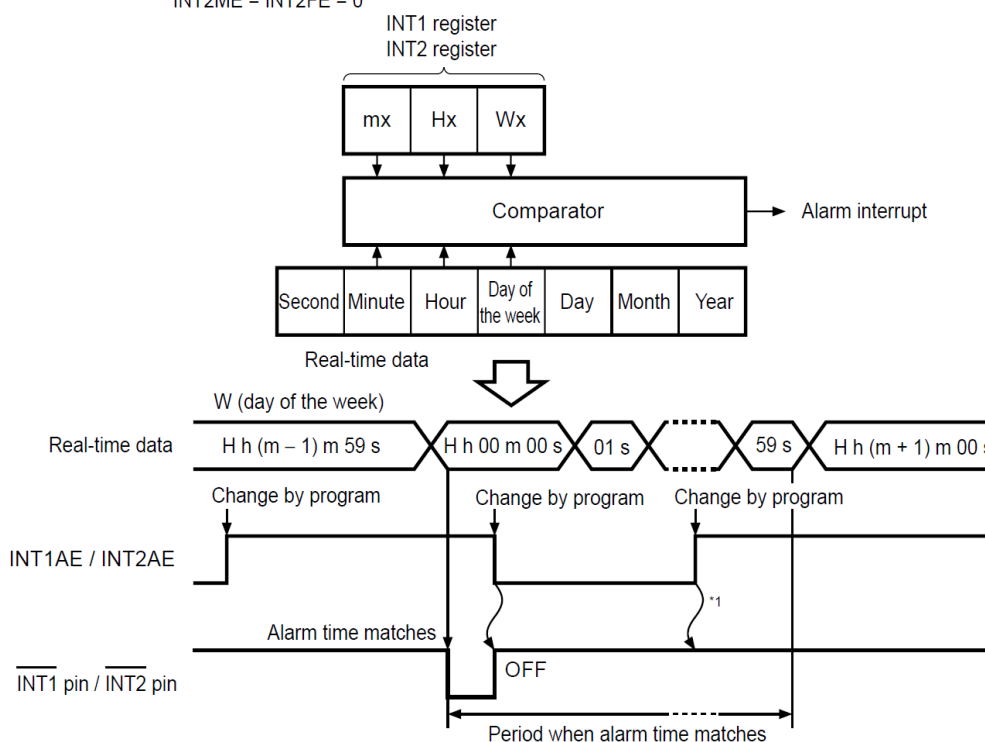 INT2ME = INT2FE = 0
INT1 register
INT2 register
mx Hx Wx
Comparator
Alarm interrupt
Second Minute Hour Day of the week Day Month Year
Real-time data
W (day of the week)
Real-time data
H h (m − 1) m 59 s H h 00 m 00 s 01 s 59 s H h (m + 1) m 00 s
Change by program Change by program Change by program
INT1AE / INT2AE
*1
Alarm time matches
OFF
INT1 pin / INT2 pin
Period when alarm time matches